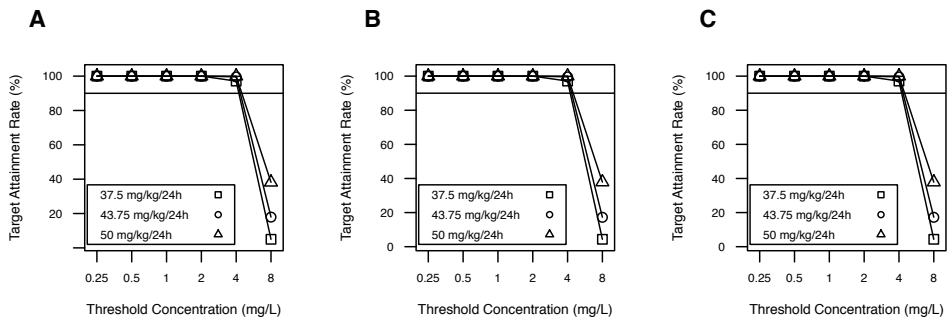 A
Target Attainment Rate (%)
100
80
60
40
20
37.5 mg/kg/24h
43.75 mg/kg/24h
50 mg/kg/24h
0.25 0.5 1 2 4 8
Threshold Concentration (mg/L)
B
Target Attainment Rate (%)
100
80
60
40
20
0
37.5 mg/kg/24h
43.75 mg/kg/24h
50 mg/kg/24h
0.25 0.5 1 2 4 8
Threshold Concentration (mg/L)
C
Target Attainment Rate (%)
100
80
60
40
20
0
37.5 mg/kg/24h
43.75 mg/kg/24h
50 mg/kg/24h
0.25 0.5 1 2 4 8
Threshold Concentration (mg/L)